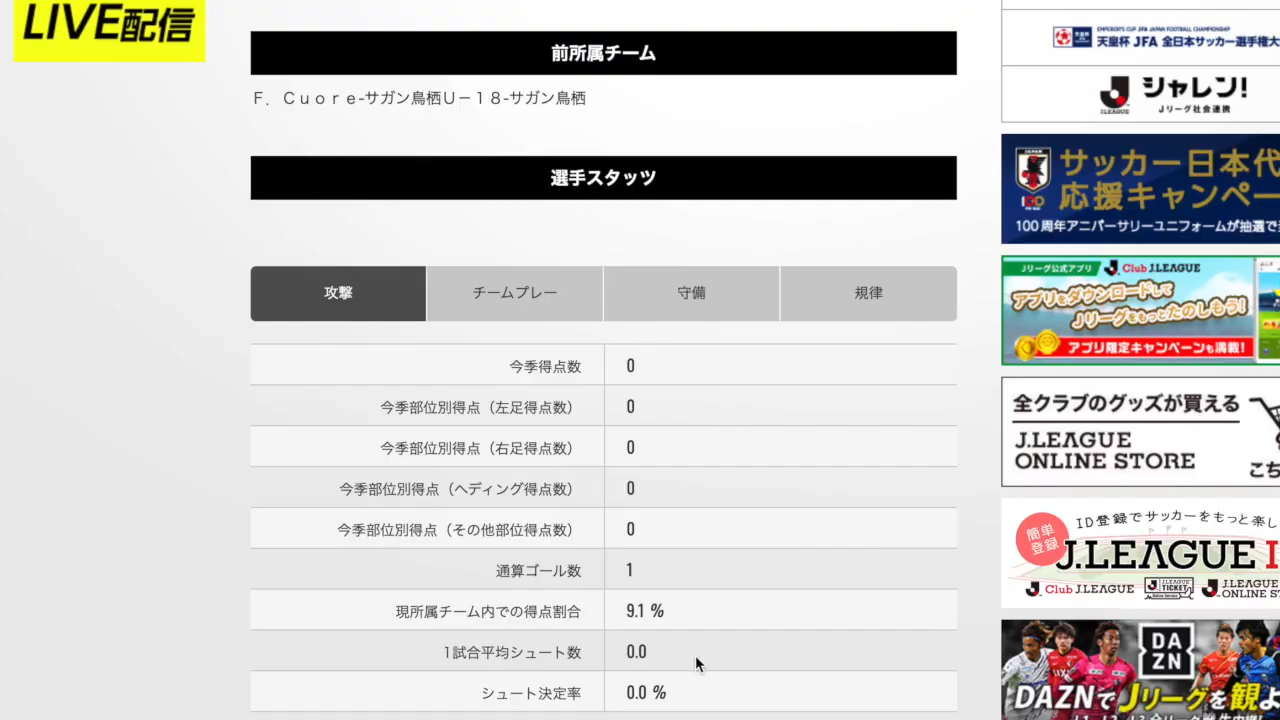 LIVE配信
前所属チーム
Ｆ．Ｃｕｏｒｅ-サガン鳥栖Ｕ－１８-サガン鳥栖
選手スタッツ
攻撃
チームプレー
守備
規律
今季得点数 0
今季部位別得点（左足得点数） 0
今季部位別得点（右足得点数） 0
今季部位別得点（ヘディング得点数） 0
今季部位別得点（その他部位得点数） 0
通算ゴール数 1
現所属チーム内での得点割合 9.1 %
1試合平均シュート数 0.0
シュート決定率 0.0 %
EMPEROR'S CUP JFA JAPAN FOOTBALL CHAMPIONSHIP
天皇杯 JFA 全日本サッカー選手権大
シャレン!
J.LEAGUE
Jリーグ社会連携
JAPAN
サッカー日本代
応援キャンペー
100周年アニバーサリーユニフォームが抽選で
Jリーグ公式アプリ Club J.LEAGUE
アプリをダウンロードして
Jリーグをもっとたのしもう!
アプリ限定キャンペーンも満載!
全クラブのグッズが買える
J.LEAGUE
ONLINE STORE
こち
簡単
登録
ID登録でサッカーをもっと楽し
J.LEAGUE I
Club J.LEAGUE
J.LEAGUE
TICKET
J.LEAGUE
ONLINE S
DA
ZN
DAZNでJリーグを観よ